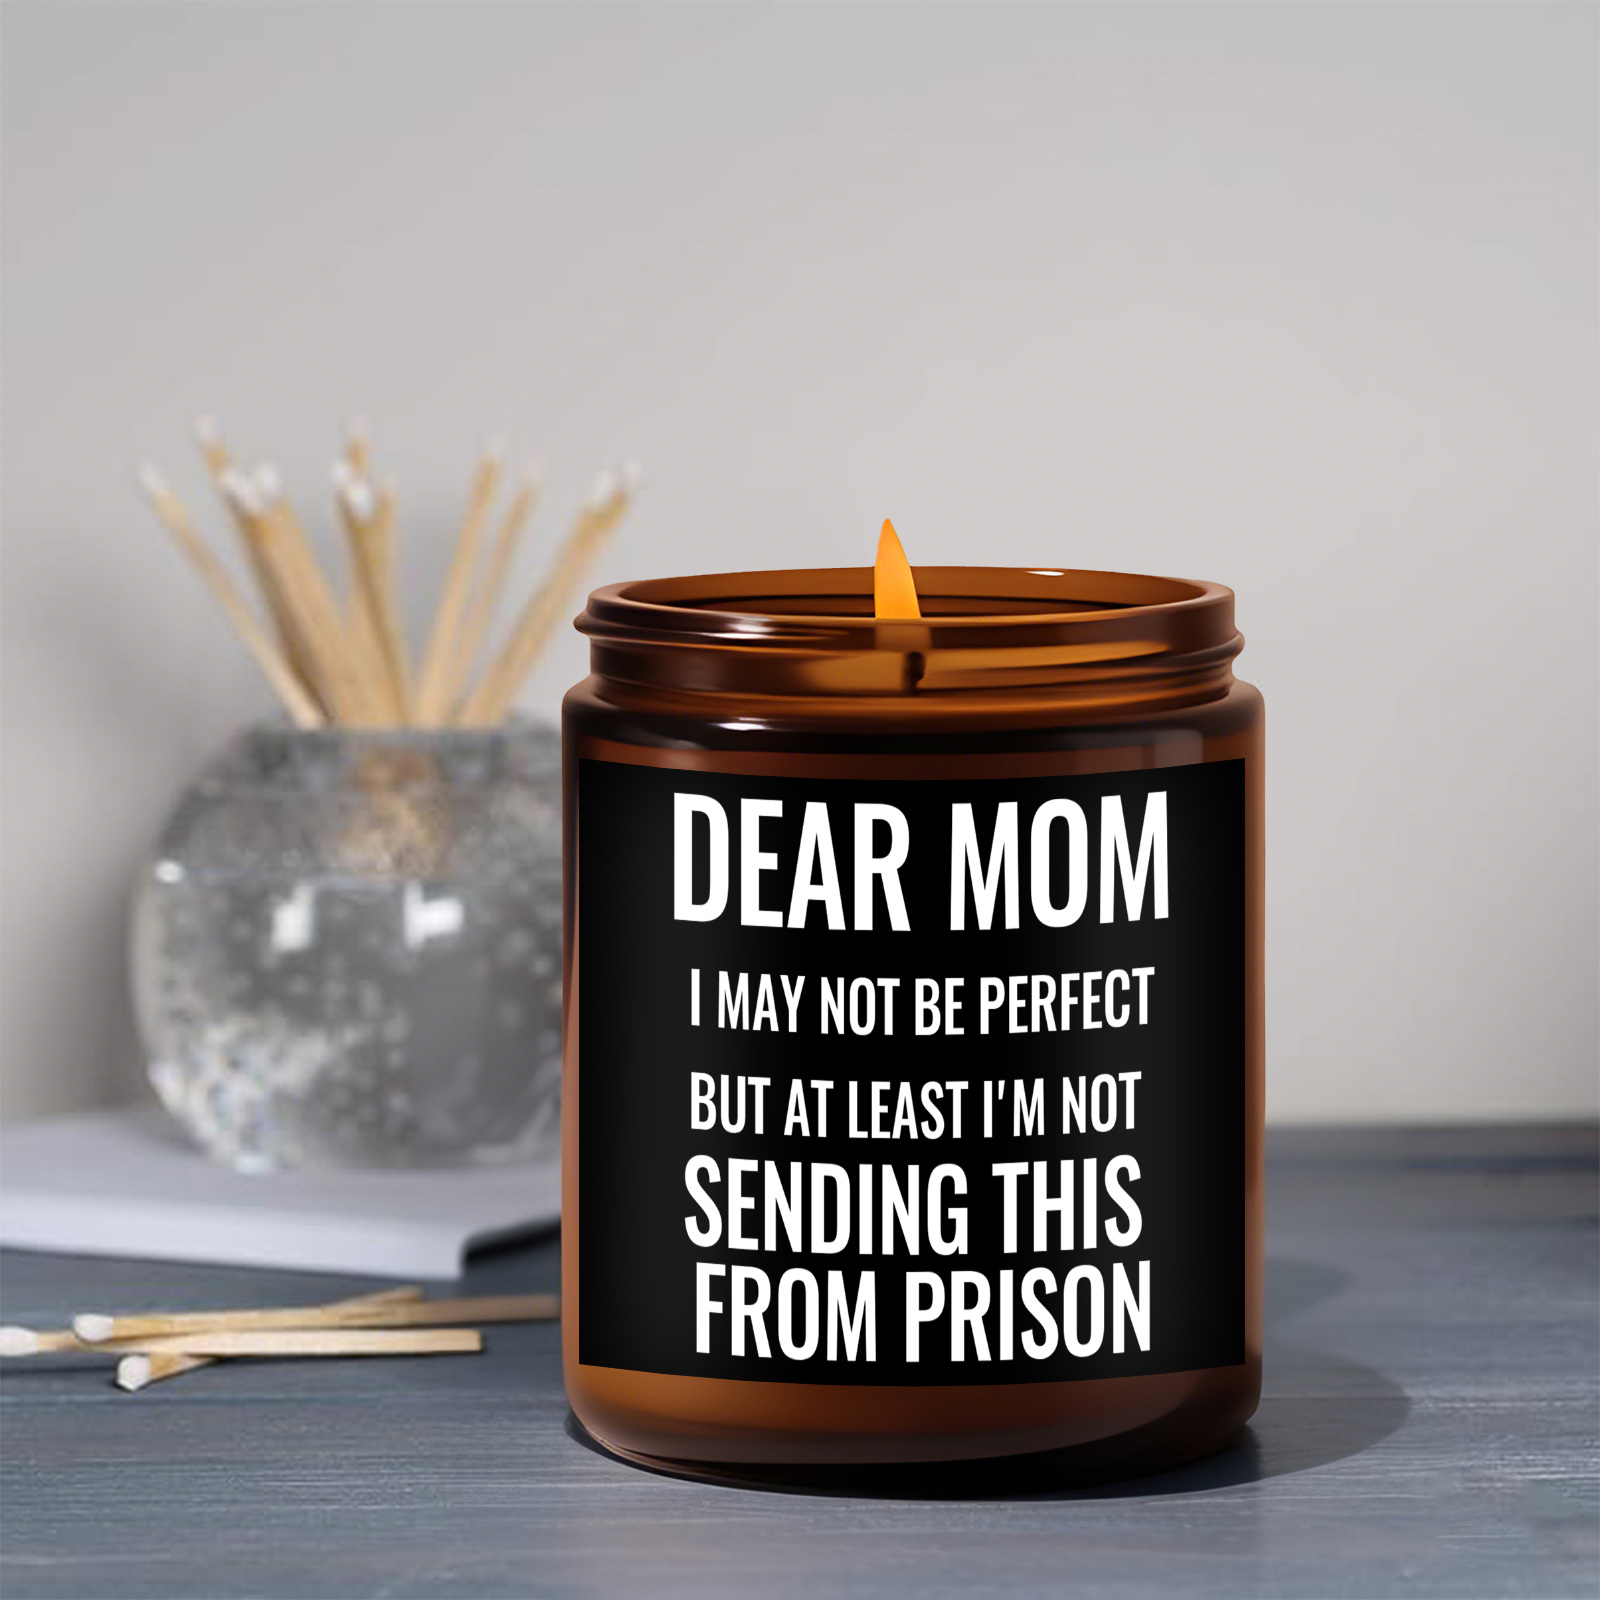 DEAR MOM
I MAY NOT BE PERFECT
BUT AT LEAST I'M NOT
SENDING THIS
FROM PRISON